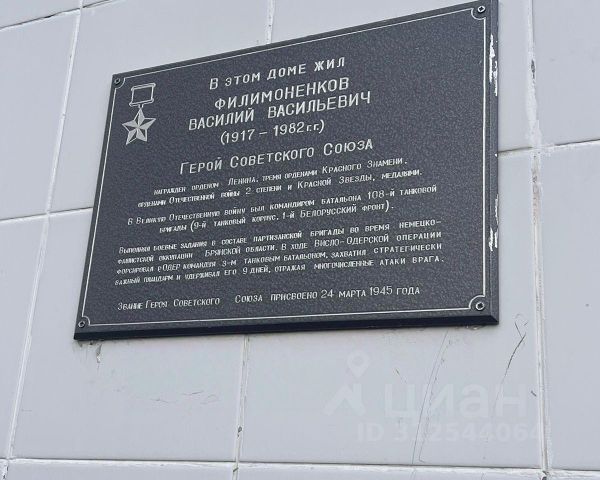 В этом доме жил
Филимоненков
Василий Васильевич
(1917 – 1982 г.г.)
Герой Советского Союза
награжден орденом Ленина, тремя орденами Красного Знамени,
орденами Отечественной войны 2 степени и Красной Звезды, медалями.
В Великую Отечественную войну был командиром батальона 108-й танковой
бригады (9-й танковый корпус, 1-й Белорусский фронт).
Выполнял боевые задания в составе партизанской бригады во время немецко-
фашистской оккупации Брянской области. В ходе Висло-Одерской операции
форсировал р.Одер командуя 3-м танковым батальоном, захватил стратегически
важный плацдарм и удерживал его 9 дней, отражая многочисленные атаки врага.
Звание Героя Советского Союза присвоено 24 марта 1945 года
циан
ID 332544064